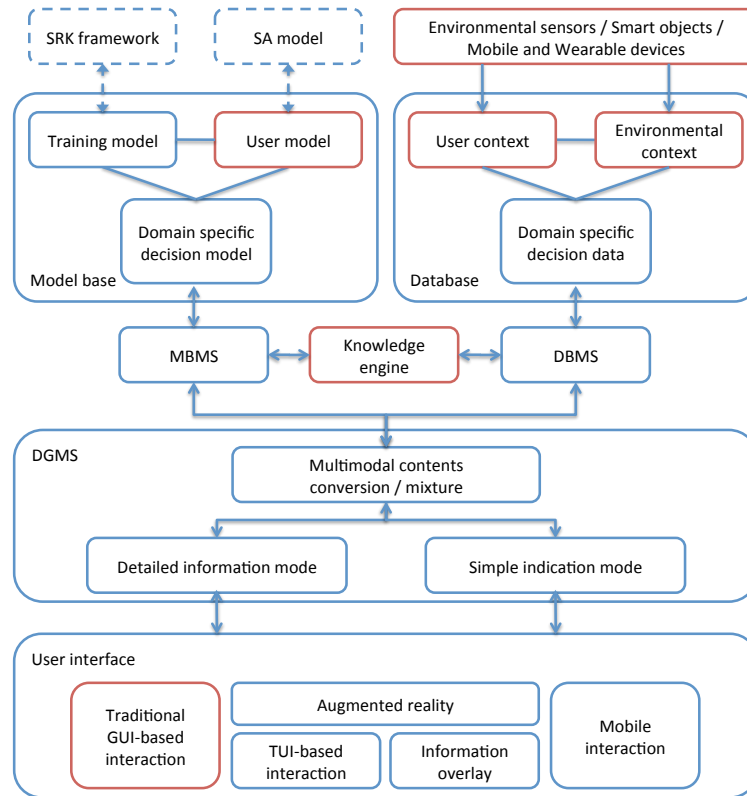 SRK framework
SA model
Environmental sensors / Smart objects /
Mobile and Wearable devices
Training model
User model
User context
Environmental
context
Domain specific
decision model
Domain specific
decision data
Model base
Database
MBMS
Knowledge
engine
DBMS
DGMS
Multimodal contents
conversion / mixture
Detailed information mode
Simple indication mode
User interface
Traditional
GUI-based
interaction
Augmented reality
TUI-based
interaction
Information
overlay
Mobile
interaction